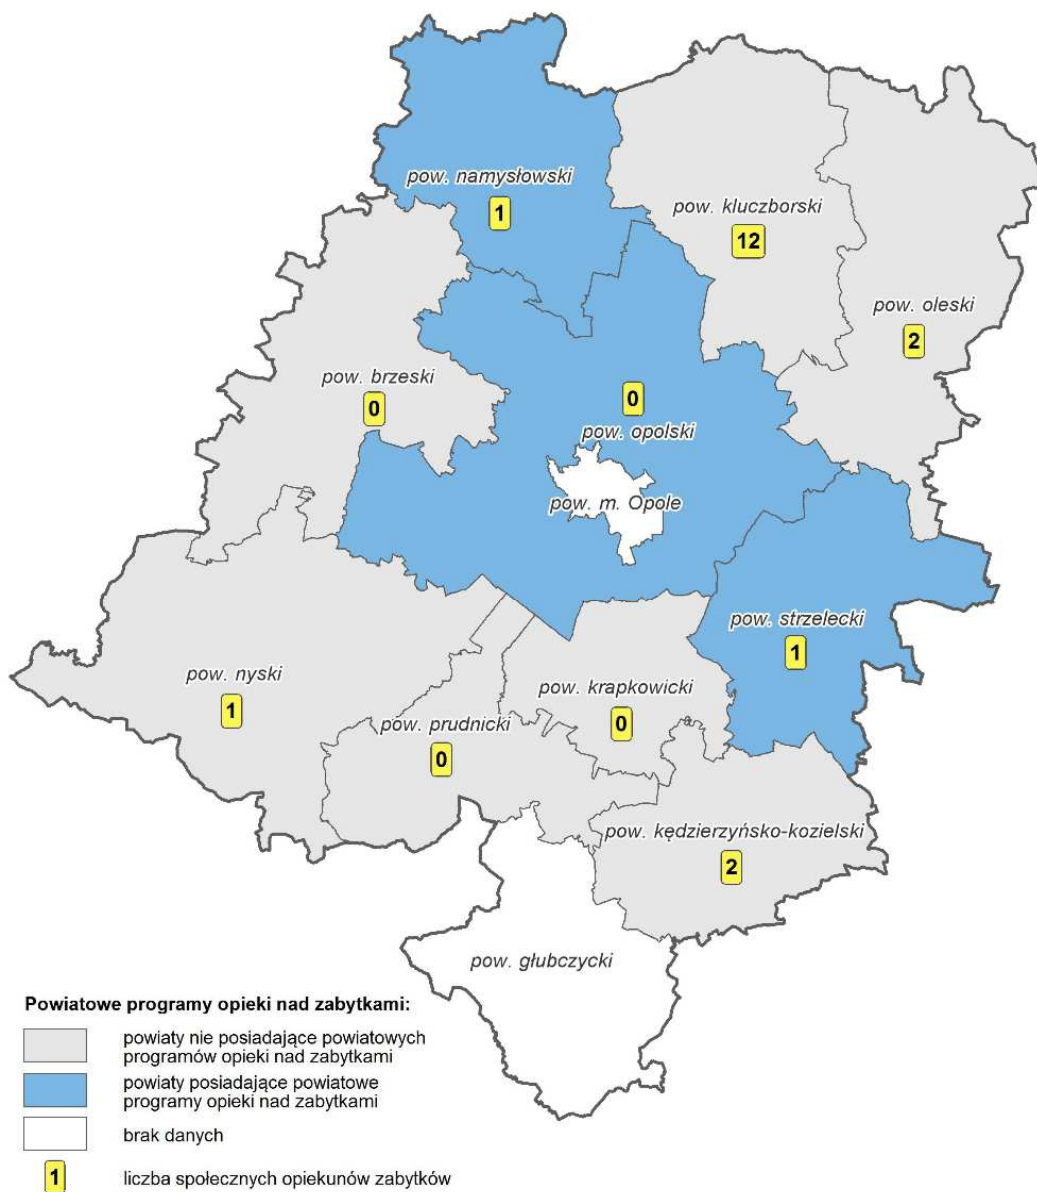 pow. namysłowski
1
pow. kluczborski
12
pow. oleski
2
pow. brzeski
0
0
pow. opolski
pow. m. Opole
pow. strzelecki
1
pow. nyski
1
pow. krapkowicki
0
pow. prudnicki
0
pow. kędzierzyńsko-kozielski
2
pow. głubczycki
Powiatowe programy opieki nad zabytkami:
powiaty nie posiadające powiatowych
programów opieki nad zabytkami
powiaty posiadające powiatowe
programy opieki nad zabytkami
brak danych
1
liczba społecznych opiekunów zabytków